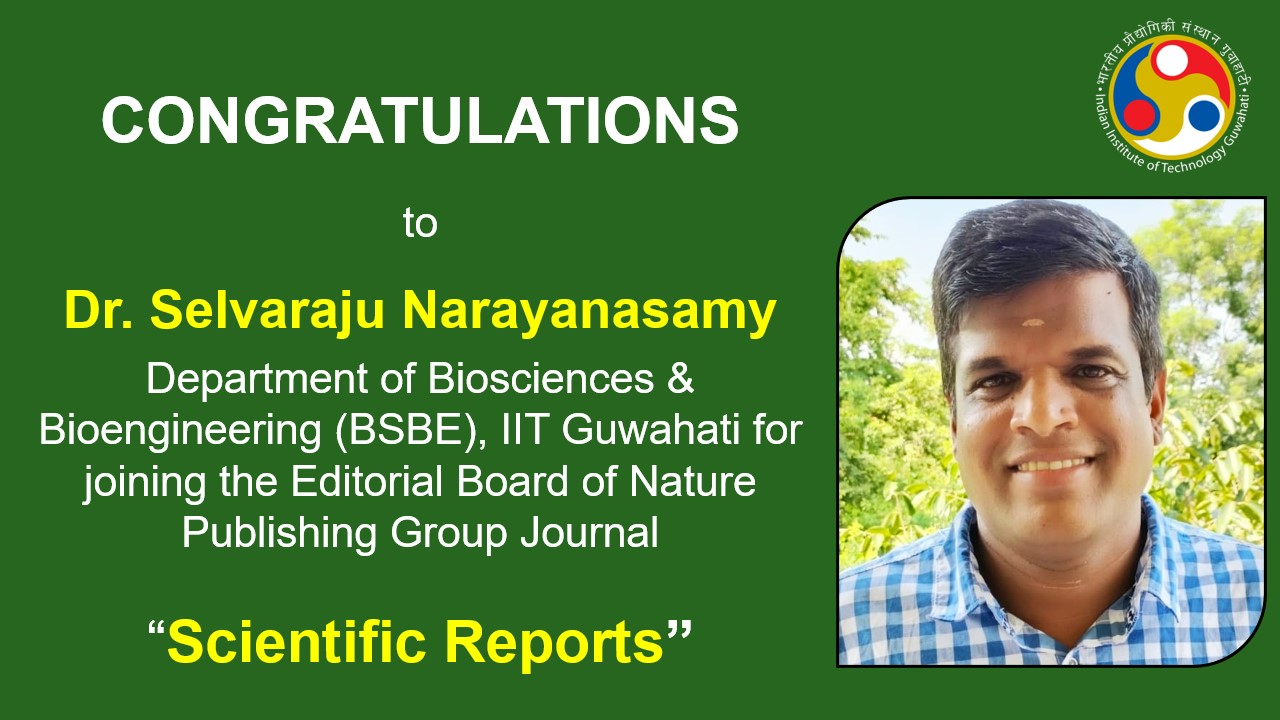 CONGRATULATIONS
to
Dr. Selvaraju Narayanasamy
Department of Biosciences &
Bioengineering (BSBE), IIT Guwahati for
joining the Editorial Board of Nature
Publishing Group Journal
“Scientific Reports”
भारतीय प्रौद्योगिकी संस्थान गुवाहाटी
Indian Institute of Technology Guwahati